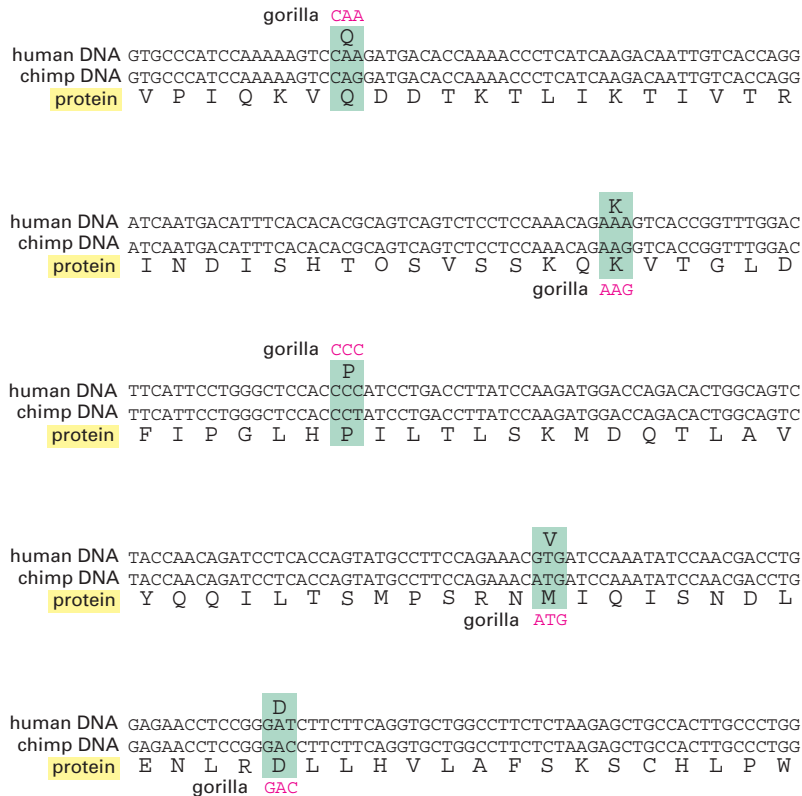 gorilla CAA
Q
human DNA GTGCCCATCCAAAAAGTCCAAGATGACACCAAAACCCTCATCAAGACAATTGTCACCAGG
chimp DNA GTGCCCATCCAAAAAGTCCAGGATGACACCAAAACCCTCATCAAGACAATTGTCACCAGG
protein V P I Q K V Q D D T K T L I K T I V T R
K
human DNA ATCAATGACATTTCACACACGCAGTCAGTCTCCTCCAAACAGAAAGTCACCGGTTTGGAC
chimp DNA ATCAATGACATTTCACACACGCAGTCAGTCTCCTCCAAACAGAAGGTCACCGGTTTGGAC
protein I N D I S H T O S V S S K Q K V T G L D
gorilla AAG
gorilla CCC
P
human DNA TTCATTCCTGGGCTCCACCCCATCCTGACCTTATCCAAGATGGACCAGACACTGGCAGTC
chimp DNA TTCATTCCTGGGCTCCACCCTATCCTGACCTTATCCAAGATGGACCAGACACTGGCAGTC
protein F I P G L H P I L T L S K M D Q T L A V
V
human DNA TACCAACAGATCCTCACCAGTATGCCTTCCAGAAACGTGATCCAAATATCCAACGACCTG
chimp DNA TACCAACAGATCCTCACCAGTATGCCTTCCAGAAACATGATCCAAATATCCAACGACCTG
protein Y Q Q I L T S M P S R N M I Q I S N D L
gorilla ATG
D
human DNA GAGAACCTCCGGGATCTTCTTCAGGTGCTGGCCTTCTCTAAGAGCTGCCACTTGCCCTGG
chimp DNA GAGAACCTCCGGGACCTTCTTCAGGTGCTGGCCTTCTCTAAGAGCTGCCACTTGCCCTGG
protein E N L R D L L H V L A F S K S C H L P W
gorilla GAC